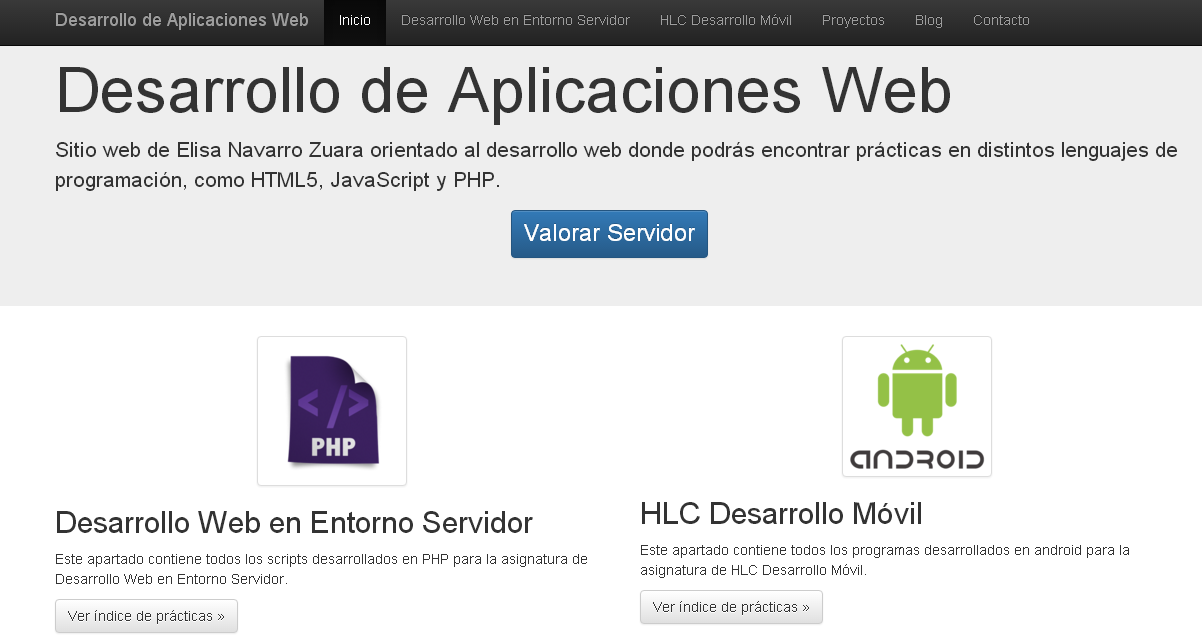 Desarrollo de Aplicaciones Web Inicio Desarrollo Web en Entorno Servidor HLC Desarrollo Móvil Proyectos Blog Contacto
Desarrollo de Aplicaciones Web
Sitio web de Elisa Navarro Zuara orientado al desarrollo web donde podrás encontrar prácticas en distintos lenguajes de
programación, como HTML5, JavaScript y PHP.
Valorar Servidor
</>
PHP
Desarrollo Web en Entorno Servidor
Este apartado contiene todos los scripts desarrollados en PHP para la asignatura de
Desarrollo Web en Entorno Servidor.
Ver índice de prácticas »
ANDROID
HLC Desarrollo Móvil
Este apartado contiene todos los programas desarrollados en android para la
asignatura de HLC Desarrollo Móvil.
Ver índice de prácticas »